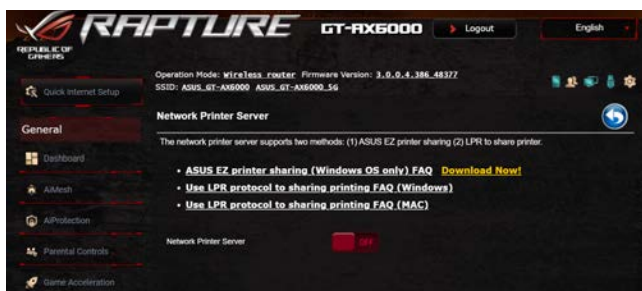 RAPTURE GT-AX6000 Logout English
REPUBLIC OF
GAMERS
Operation Mode: Wireless router Firmware Version: 3.0.0.4.386_48377
SSID: ASUS_GT-AX6000 ASUS_GT-AX6000_5G
Quick Internet Setup
General
Network Printer Server
The network printer server supports two methods: (1) ASUS EZ printer sharing (2) LPR to share printer.
Dashboard
ASUS EZ printer sharing (Windows OS only) FAQ Download Now!
AiMesh
Use LPR protocol to sharing printing FAQ (Windows)
Use LPR protocol to sharing printing FAQ (MAC)
AiProtection
Network Printer Server OFF
Parental Controls
Game Acceleration